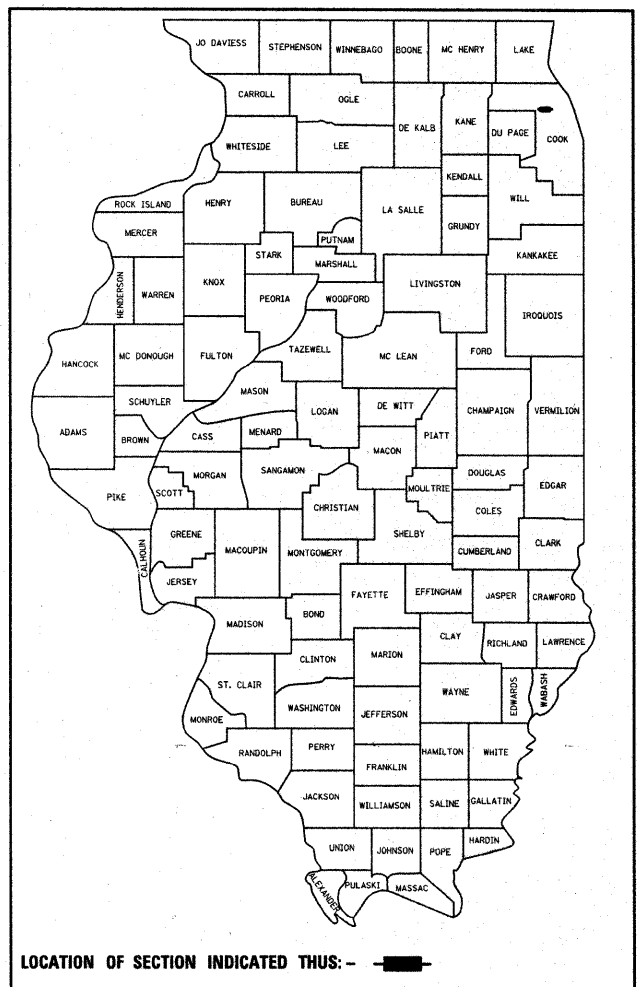 JO DAVIESS STEPHENSON WINNEBAGO BOONE MC HENRY LAKE
CARROLL OGLE DE KALB KANE DU PAGE COOK
WHITESIDE LEE
KENDALL
ROCK ISLAND HENRY BUREAU LA SALLE WILL
MERCER PUTNAM GRUNDY
STARK KANKAKEE
MARSHALL
HENDERSON WARREN KNOX PEORIA WOODFORD LIVINGSTON IROQUOIS
HANCOCK MC DONOUGH FULTON TAZEWELL MC LEAN FORD
MASON
SCHUYLER LOGAN DE WITT CHAMPAIGN VERMILION
ADAMS BROWN CASS MENARD PIATT
MACON
PIKE SCOTT MORGAN SANGAMON MOULTRIE DOUGLAS EDGAR
CHRISTIAN COLES
CALHOUN GREENE MACOUPIN MONTGOMERY SHELBY CLARK
CUMBERLAND
JERSEY
FAYETTE EFFINGHAM JASPER CRAWFORD
MADISON BOND
CLAY RICHLAND LAWRENCE
CLINTON MARION
ST. CLAIR WAYNE EDWARDS WABASH
MONROE WASHINGTON JEFFERSON
RANDOLPH PERRY HAMILTON WHITE
FRANKLIN
JACKSON WILLIAMSON SALINE GALLATIN
UNION JOHNSON POPE HARDIN
ALEXANDER PULASKI MASSAC
LOCATION OF SECTION INDICATED THUS: -